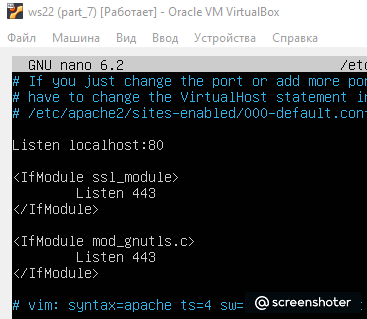 ws22 (part_7) [Работает] - Oracle VM VirtualBox
Файл Машина Вид Ввод Устройства Справка
GNU nano 6.2 /etc
# If you just change the port or add more por
# have to change the VirtualHost statement in
# /etc/apache2/sites-enabled/000-default.con
Listen localhost:80
<IfModule ssl_module>
Listen 443
</IfModule>
<IfModule mod_gnutls.c>
Listen 443
</IfModule>
# vim: syntax=apache ts=4 sw=
@screenshoter